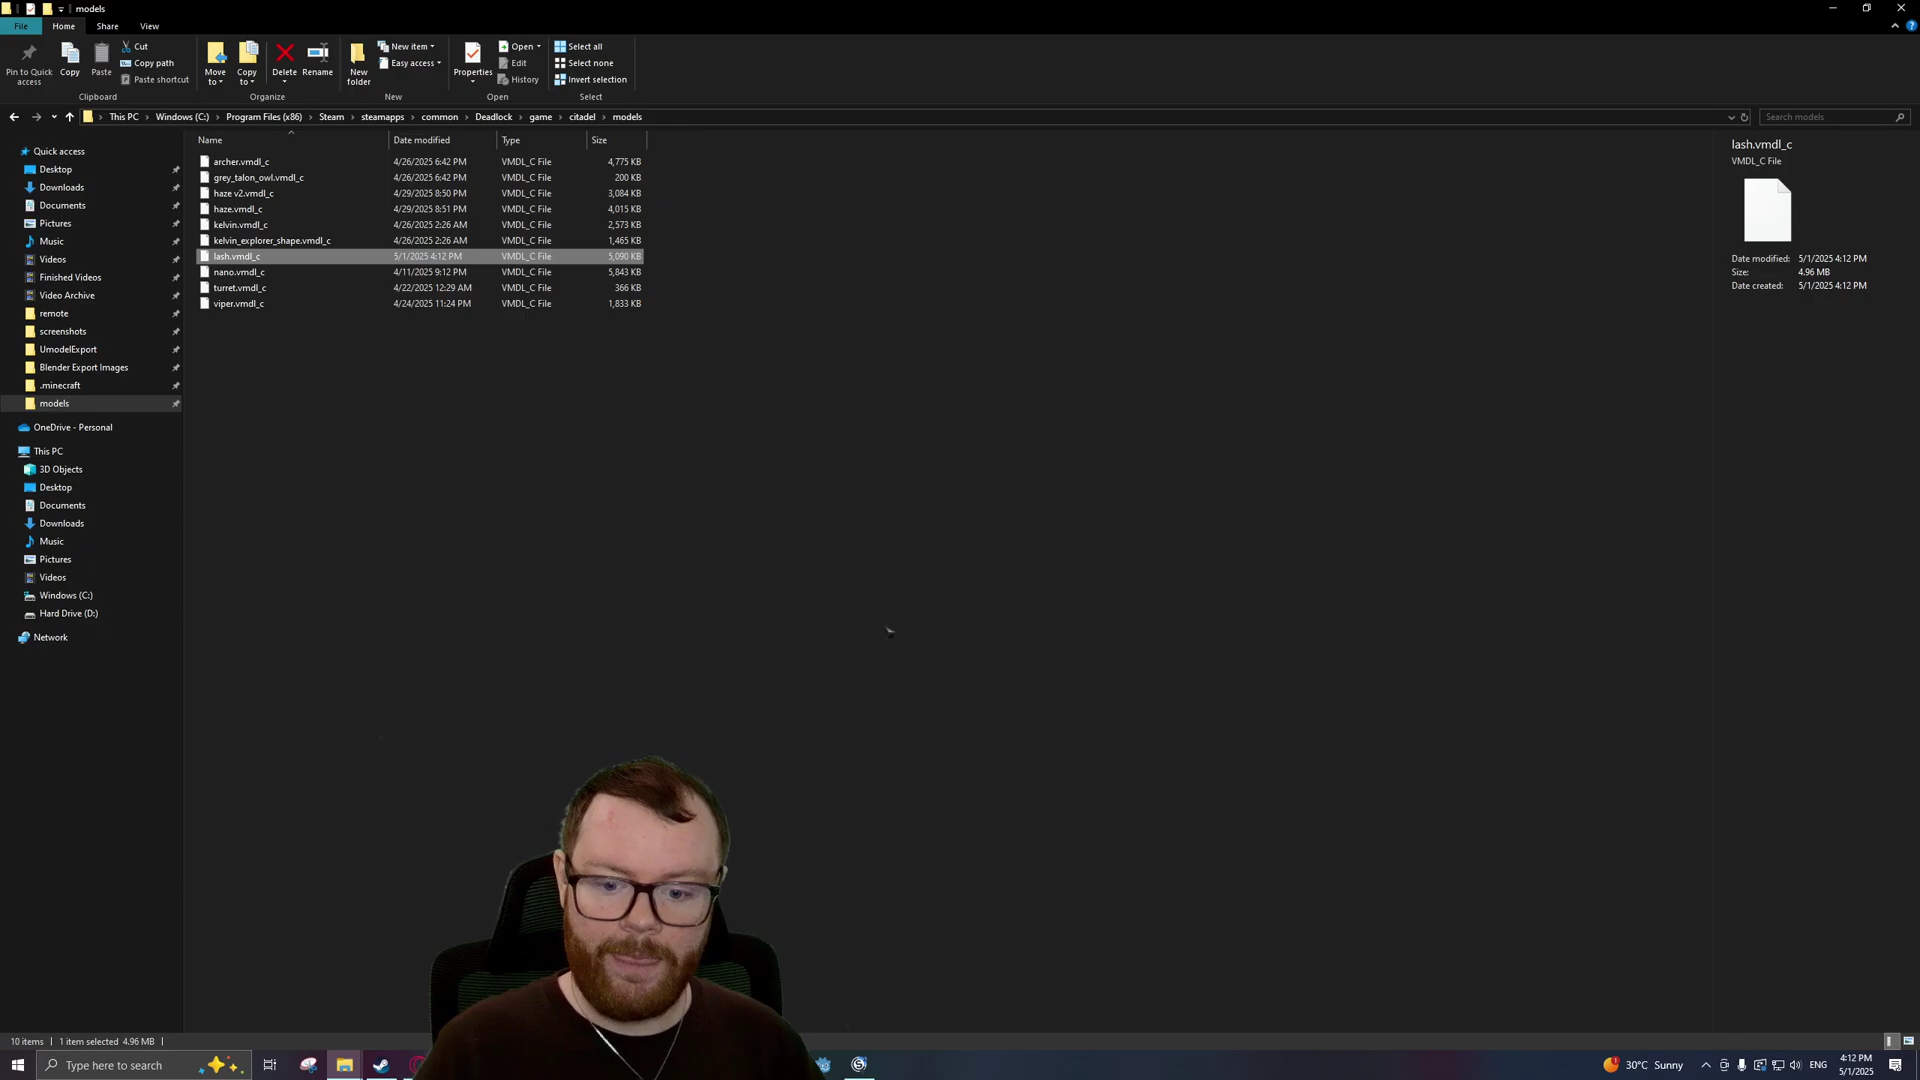 models
File Home Share View
Pin to Quick access
Copy
Paste
Cut
Copy path
Paste shortcut
Clipboard
Move to
Copy to
Delete
Rename
Organize
New folder
New item
Easy access
New
Properties
Open
Edit
History
Open
Select all
Select none
Invert selection
Select
This PC > Windows (C:) > Program Files (x86) > Steam > steamapps > common > Deadlock > game > citadel > models
Search models
Name Date modified Type Size
archer.vmdl_c 4/26/2025 6:42 PM VMDL_C File 4,775 KB
grey_talon_owl.vmdl_c 4/26/2025 6:42 PM VMDL_C File 200 KB
haze v2.vmdl_c 4/29/2025 8:50 PM VMDL_C File 3,084 KB
haze.vmdl_c 4/29/2025 8:51 PM VMDL_C File 4,015 KB
kelvin.vmdl_c 4/26/2025 2:26 AM VMDL_C File 2,573 KB
kelvin_explorer_shape.vmdl_c 4/26/2025 2:26 AM VMDL_C File 1,465 KB
lash.vmdl_c 5/1/2025 4:12 PM VMDL_C File 5,090 KB
nano.vmdl_c 4/11/2025 9:12 PM VMDL_C File 5,843 KB
turret.vmdl_c 4/22/2025 12:29 AM VMDL_C File 366 KB
viper.vmdl_c 4/24/2025 11:24 PM VMDL_C File 1,833 KB
Quick access
Desktop
Downloads
Documents
Pictures
Music
Videos
Finished Videos
Video Archive
remote
screenshots
UmodelExport
Blender Export Images
.minecraft
models
OneDrive - Personal
This PC
3D Objects
Desktop
Documents
Downloads
Music
Pictures
Videos
Windows (C:)
Hard Drive (D:)
Network
lash.vmdl_c
VMDL_C File
Date modified: 5/1/2025 4:12 PM
Size: 4.96 MB
Date created: 5/1/2025 4:12 PM
10 items 1 item selected 4.96 MB
Type here to search
30°C Sunny
ENG
4:12 PM
5/1/2025